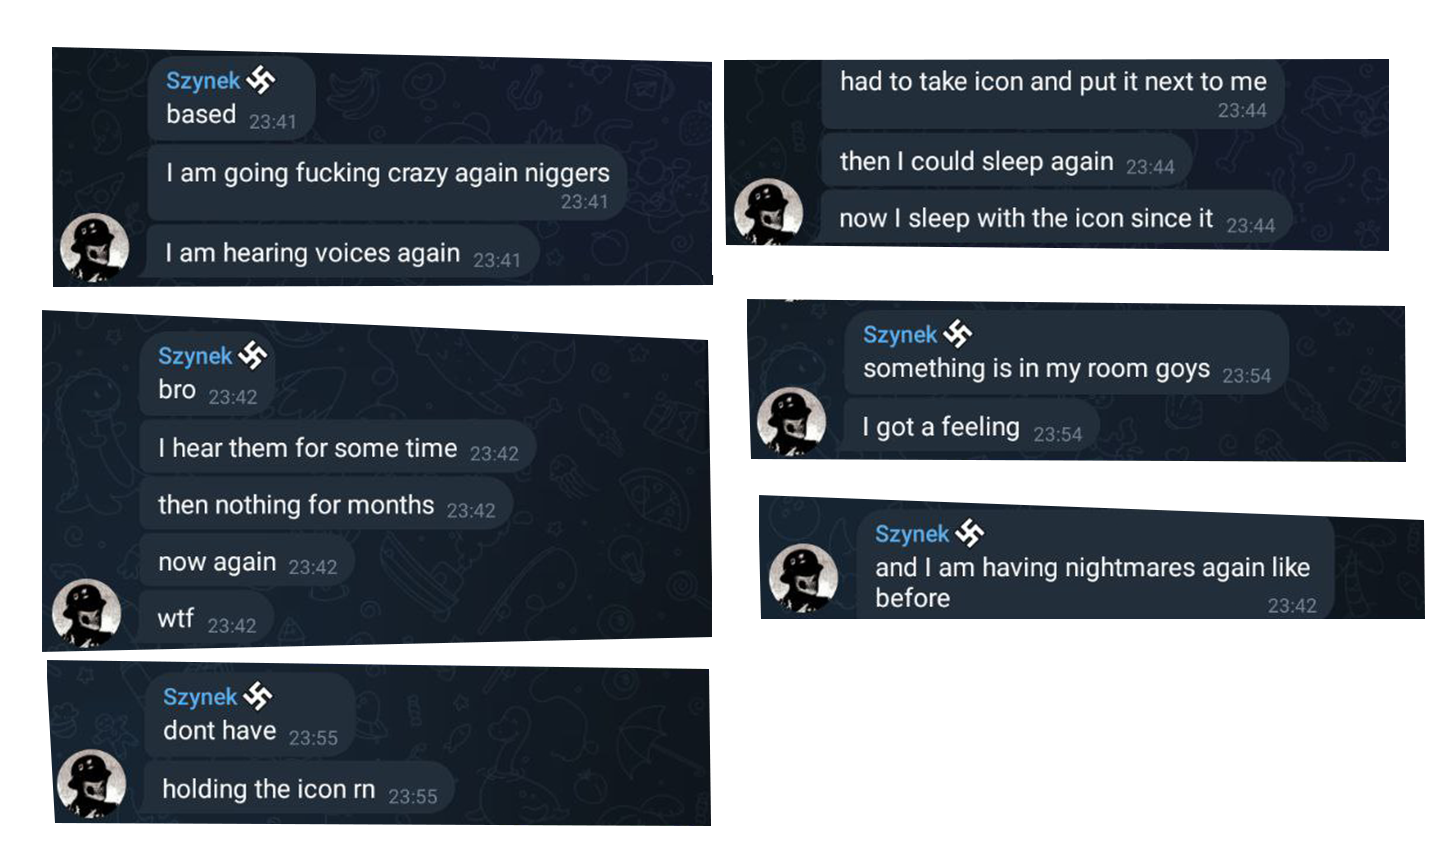 Szynek 卐
based 23:41
I am going fucking crazy again niggers
23:41
I am hearing voices again 23:41
Szynek 卐
bro 23:42
I hear them for some time 23:42
then nothing for months 23:42
now again 23:42
wtf 23:42
Szynek 卐
dont have 23:55
holding the icon rn 23:55
had to take icon and put it next to me
23:44
then I could sleep again 23:44
now I sleep with the icon since it 23:44
Szynek 卐
something is in my room goys 23:54
I got a feeling 23:54
Szynek 卐
and I am having nightmares again like
before 23:42